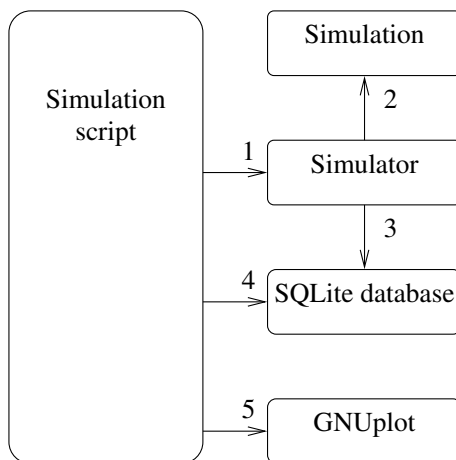 Simulation
2
Simulation
script
1
Simulator
3
4
SQLite database
5
GNUplot